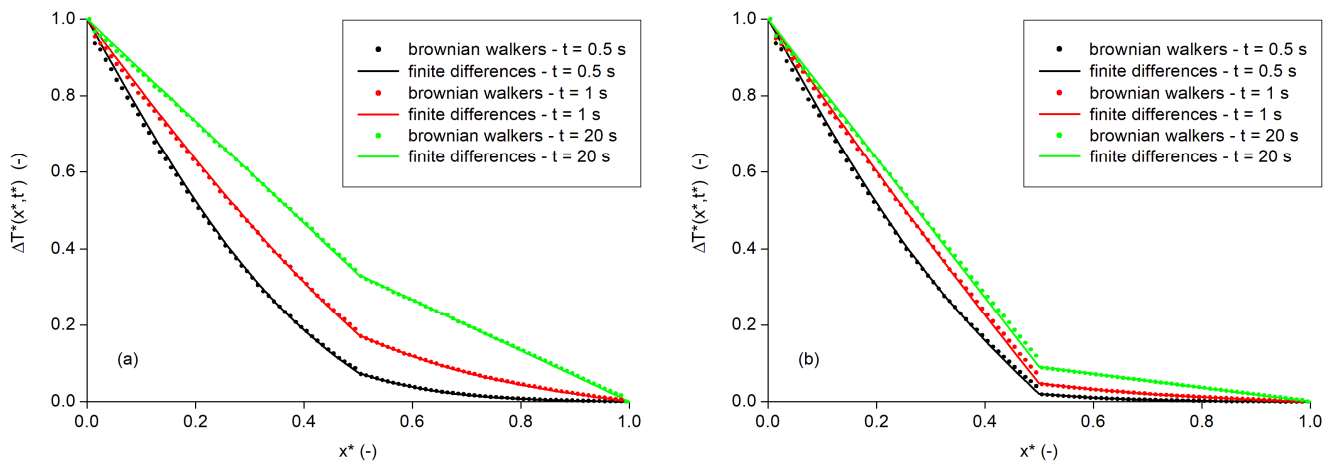 1.0
0.8
0.6
0.4
0.2
0.0
ΔT*(x*,t*) (-)
brownian walkers - t = 0.5 s
finite differences - t = 0.5 s
brownian walkers - t = 1 s
finite differences - t = 1 s
brownian walkers - t = 20 s
finite differences - t = 20 s
(a)
0.0 0.2 0.4 0.6 0.8 1.0
x* (-)
1.0
0.8
0.6
0.4
0.2
0.0
ΔT*(x*,t*) (-)
brownian walkers - t = 0.5 s
finite differences - t = 0.5 s
brownian walkers - t = 1 s
finite differences - t = 1 s
brownian walkers - t = 20 s
finite differences - t = 20 s
(b)
0.0 0.2 0.4 0.6 0.8 1.0
x* (-)